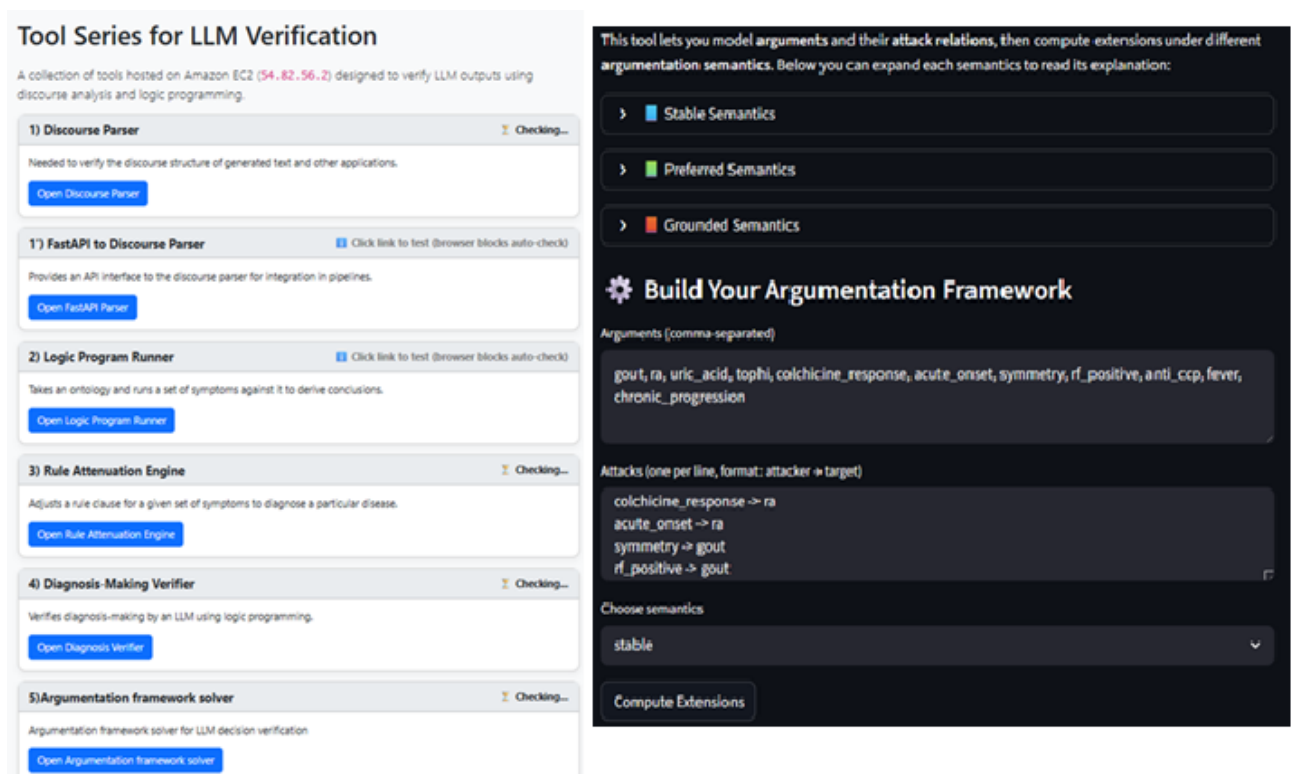 Tool Series for LLM Verification
A collection of tools hosted on Amazon EC2 (54.82.56.2) designed to verify LLM outputs using
discourse analysis and logic programming.
1) Discourse Parser
Checking...
Needed to verify the discourse structure of generated text and other applications.
Open Discourse Parser
1') FastAPI to Discourse Parser
Click link to test (browser blocks auto-check)
Provides an API interface to the discourse parser for integration in pipelines.
Open FastAPI Parser
2) Logic Program Runner
Click link to test (browser blocks auto-check)
Takes an ontology and runs a set of symptoms against it to derive conclusions.
Open Logic Program Runner
3) Rule Attenuation Engine
Checking...
Adjusts a rule clause for a given set of symptoms to diagnose a particular disease.
Open Rule Attenuation Engine
4) Diagnosis-Making Verifier
Checking...
Verifies diagnosis-making by an LLM using logic programming.
Open Diagnosis Verifier
5)Argumentation framework solver
Checking...
Argumentation framework solver for LLM decision verification
Open Argumentation framework solver
This tool lets you model arguments and their attack relations, then compute extensions under different
argumentation semantics. Below you can expand each semantics to read its explanation:
Stable Semantics
Preferred Semantics
Grounded Semantics
Build Your Argumentation Framework
Arguments (comma-separated)
gout, ra, uric_acid, tophi, colchicine_response, acute_onset, symmetry, rf_positive, anti_ccp, fever,
chronic_progression
Attacks (one per line, format: attacker -> target)
colchicine_response -> ra
acute_onset -> ra
symmetry -> gout
rf_positive -> gout
Choose semantics
stable
Compute Extensions